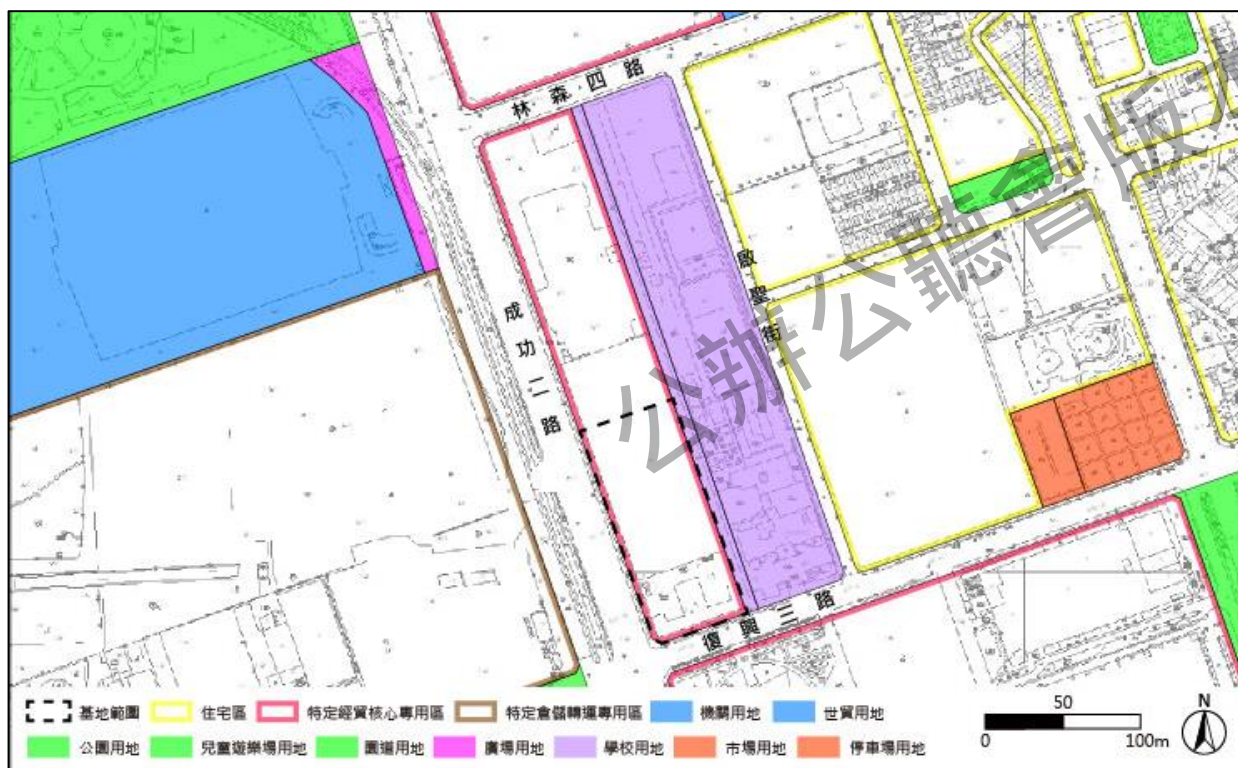 林森四路
成功二路
啟聖街
復興三路
公辦公聽會版
基地範圍 住宅區 特定經貿核心專用區 特定倉儲轉運專用區 機關用地 世貿用地
公園用地 兒童遊樂場用地 園道用地 廣場用地 學校用地 市場用地 停車場用地
50
0 100m
N